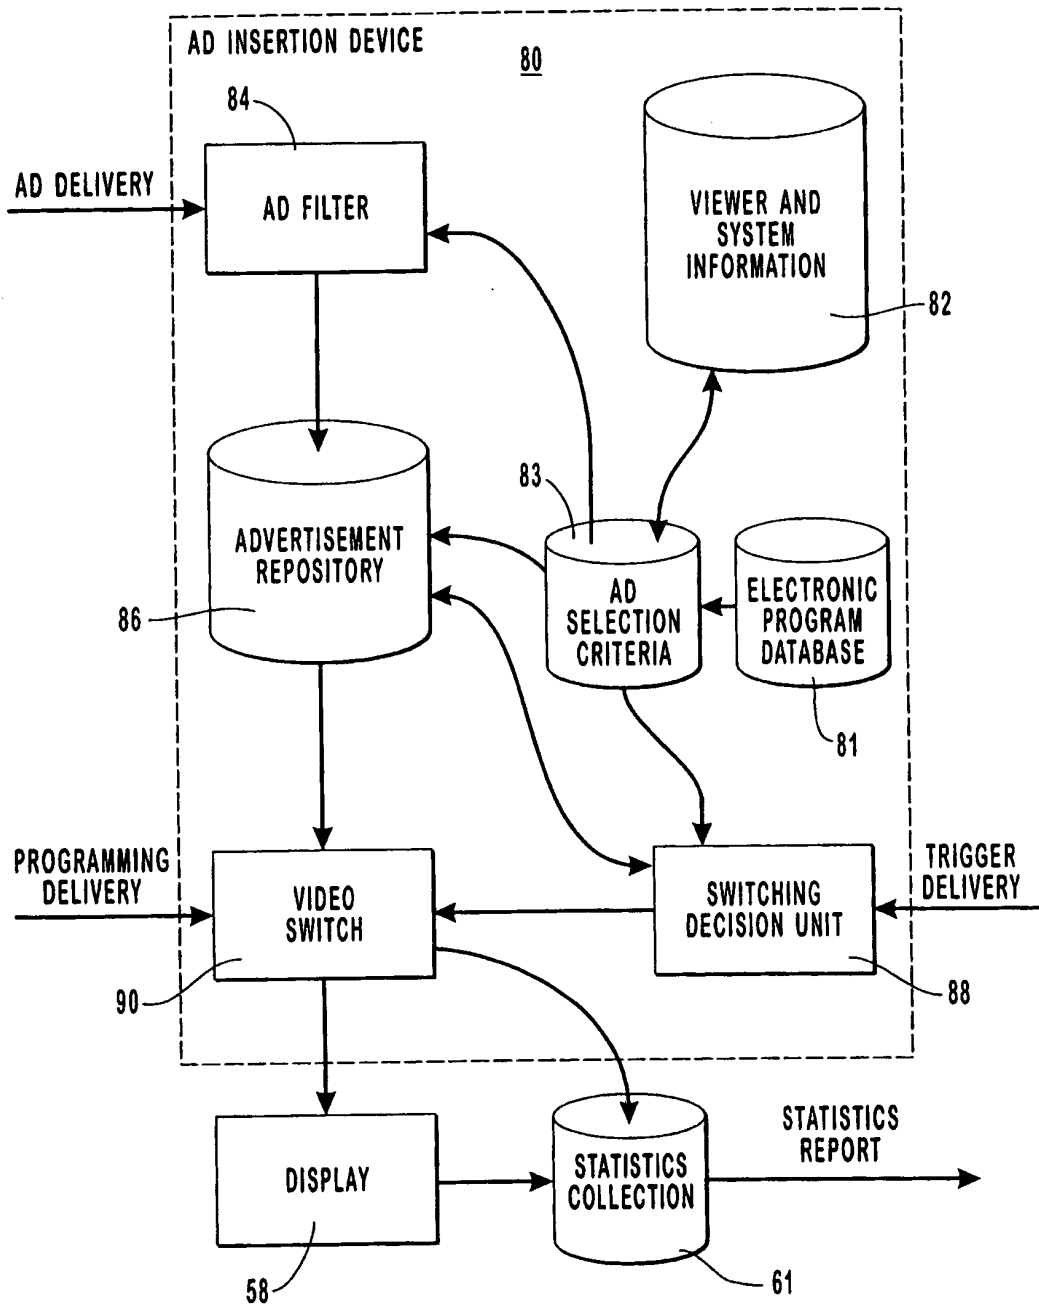 AD INSERTION DEVICE
80
84
AD DELIVERY
AD FILTER
VIEWER AND
SYSTEM
INFORMATION
82
83
ADVERTISEMENT
REPOSITORY
86
AD
SELECTION
CRITERIA
ELECTRONIC
PROGRAM
DATABASE
81
PROGRAMMING
DELIVERY
VIDEO
SWITCH
90
SWITCHING
DECISION UNIT
88
TRIGGER
DELIVERY
DISPLAY
58
STATISTICS
COLLECTION
61
STATISTICS
REPORT